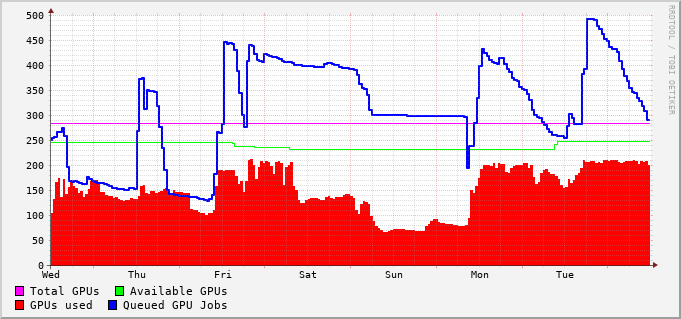 500
450
400
350
300
250
200
150
100
50
0
Wed Thu Fri Sat Sun Mon Tue
Total GPUs Available GPUs
GPUs used Queued GPU Jobs
RRDTOOL / TOBI OETIKER